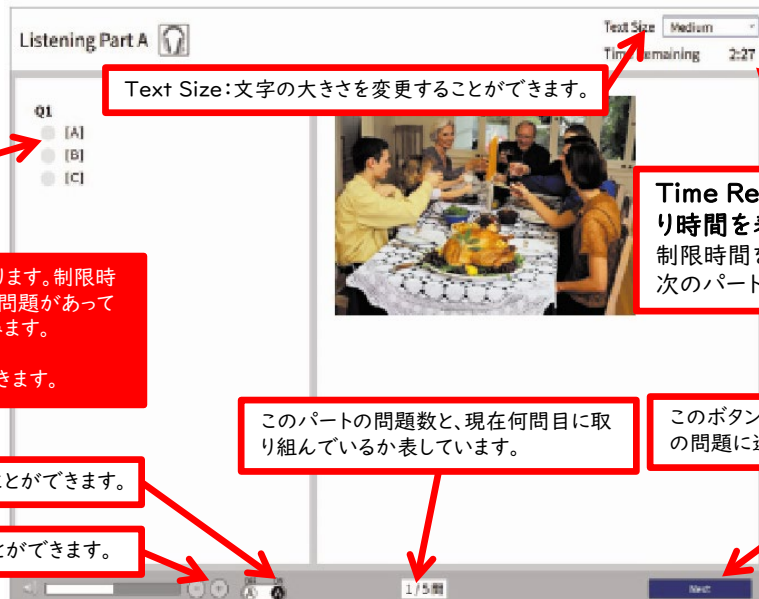 Listening Part A
Text Size Medium
Time Remaining 2:27
Text Size：文字の大きさを変更することができます。
Q1
[A]
[B]
[C]
Time Re
り時間を
制限時間を
次のパート
ります。制限時
問題があって
ます。
きます。
このパートの問題数と、現在何問目に取
り組んでいるか表しています。
このボタン
の問題に
ことができます。
とができます。
1/5問
Next